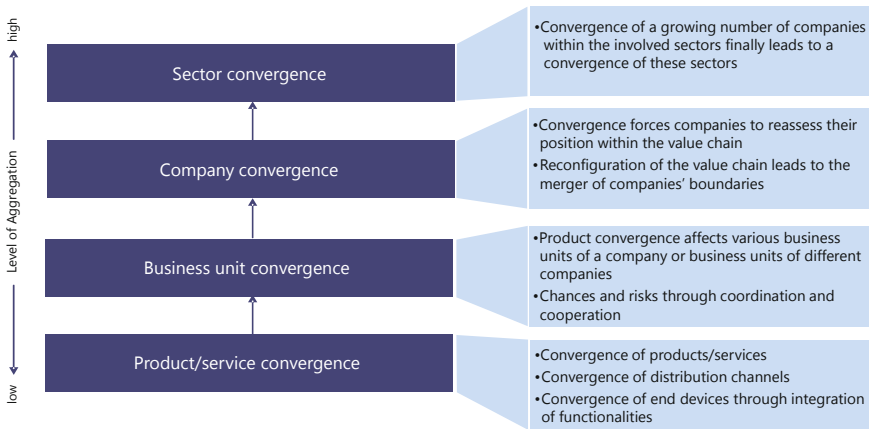 high
Level of Aggregation
low
Sector convergence
•Convergence of a growing number of companies
within the involved sectors finally leads to a
convergence of these sectors
Company convergence
•Convergence forces companies to reassess their
position within the value chain
•Reconfiguration of the value chain leads to the
merger of companies' boundaries
Business unit convergence
•Product convergence affects various business
units of a company or business units of different
companies
•Chances and risks through coordination and
cooperation
Product/service convergence
•Convergence of products/services
•Convergence of distribution channels
•Convergence of end devices through integration
of functionalities